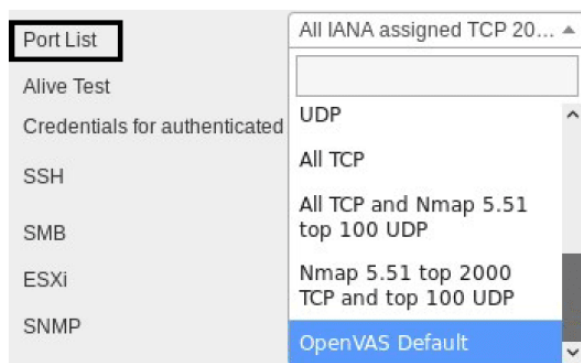 Port List
All IANA assigned TCP 20...
Alive Test
Credentials for authenticated
SSH
SMB
ESXi
SNMP
UDP
All TCP
All TCP and Nmap 5.51
top 100 UDP
Nmap 5.51 top 2000
TCP and top 100 UDP
OpenVAS Default